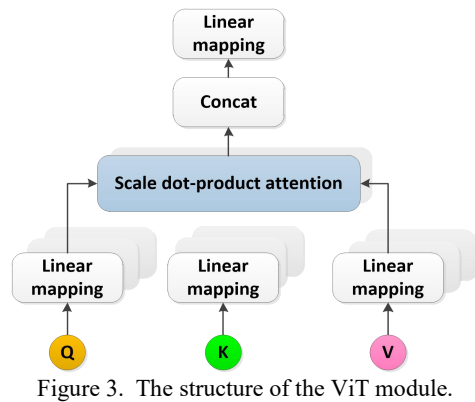 Linear
mapping
Concat
Scale dot-product attention
Linear
mapping
Linear
mapping
Linear
mapping
Q
K
V
Figure 3. The structure of the ViT module.